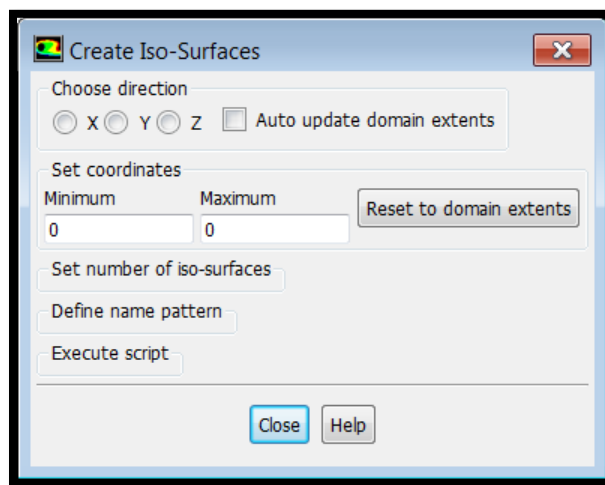 Create Iso-Surfaces
Choose direction
X Y Z Auto update domain extents
Set coordinates
Minimum Maximum
0 0 Reset to domain extents
Set number of iso-surfaces
Define name pattern
Execute script
Close Help